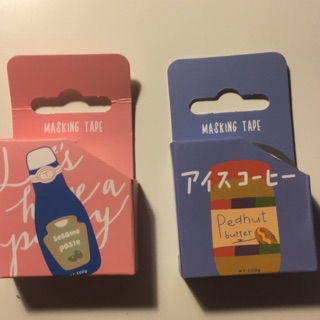 MASKING TAPE
Let's
have a
party
sesame
paste
MASKING TAPE
アイスコーヒー
Peanut
butter